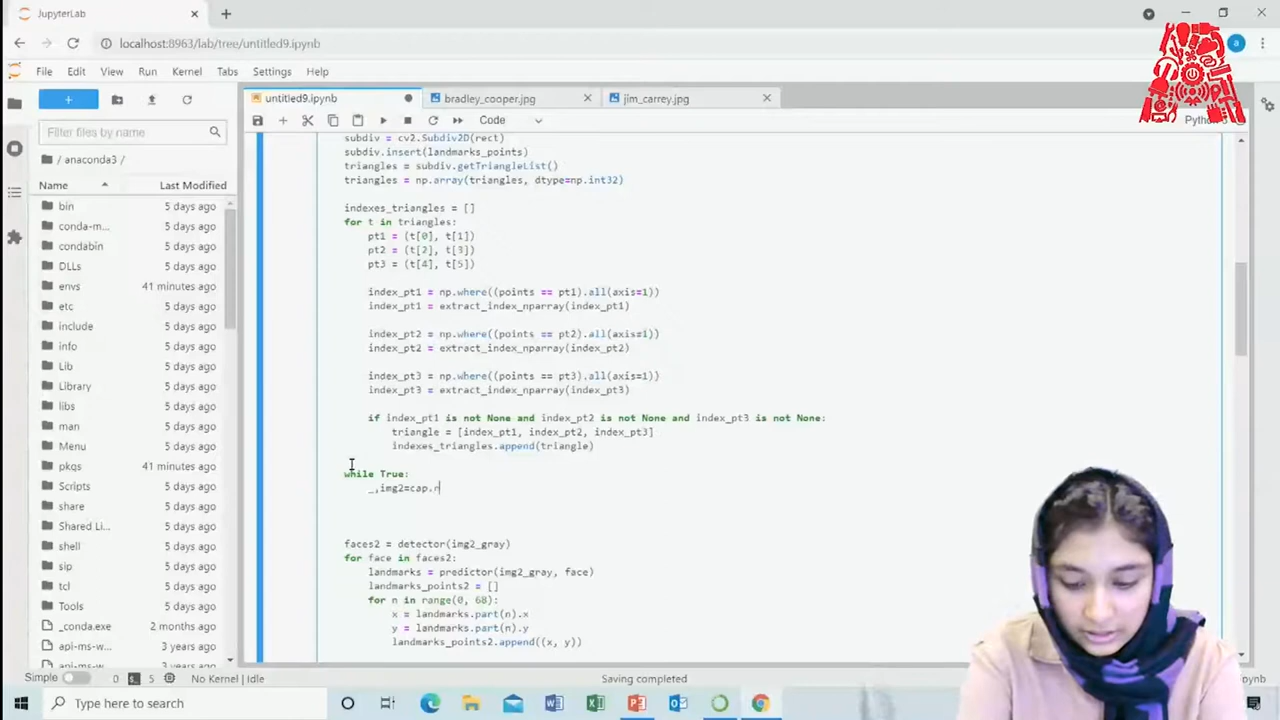 JupyterLab
localhost:8963/lab/tree/untitled9.ipynb
a
File Edit View Run Kernel Tabs Settings Help
untitled9.ipynb
bradley_cooper.jpg
jim_carrey.jpg
Code
Filter files by name
/ anaconda3 /
Name Last Modified
bin 5 days ago
conda-m... 5 days ago
condabin 5 days ago
DLLs 5 days ago
envs 41 minutes ago
etc 5 days ago
include 5 days ago
info 5 days ago
Lib 5 days ago
Library 5 days ago
libs 5 days ago
man 5 days ago
Menu 5 days ago
pkgs 41 minutes ago
Scripts 5 days ago
share 5 days ago
Shared Li... 5 days ago
shell 5 days ago
sip 5 days ago
tcl 5 days ago
Tools 5 days ago
_conda.exe 2 months ago
api-ms-w... 3 years ago
api-ms-w... 3 years ago
subdiv = cv2.Subdiv2D(rect)
subdiv.insert(landmarks_points)
triangles = subdiv.getTriangleList()
triangles = np.array(triangles, dtype=np.int32)
indexes_triangles = []
for t in triangles:
pt1 = (t[0], t[1])
pt2 = (t[2], t[3])
pt3 = (t[4], t[5])
index_pt1 = np.where((points == pt1).all(axis=1))
index_pt1 = extract_index_nparray(index_pt1)
index_pt2 = np.where((points == pt2).all(axis=1))
index_pt2 = extract_index_nparray(index_pt2)
index_pt3 = np.where((points == pt3).all(axis=1))
index_pt3 = extract_index_nparray(index_pt3)
if index_pt1 is not None and index_pt2 is not None and index_pt3 is not None:
triangle = [index_pt1, index_pt2, index_pt3]
indexes_triangles.append(triangle)
while True:
_,img2=cap.r
faces2 = detector(img2_gray)
for face in faces2:
landmarks = predictor(img2_gray, face)
landmarks_points2 = []
for n in range(0, 68):
x = landmarks.part(n).x
y = landmarks.part(n).y
landmarks_points2.append((x, y))
Simple 0 5 No Kernel | Idle Saving completed
Type here to search